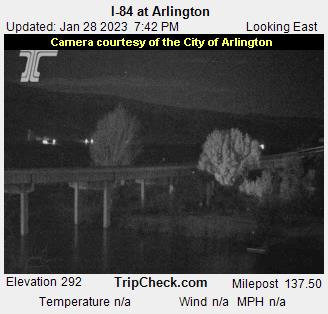 I-84 at Arlington
Updated: Jan 28 2023 7:42 PM Looking East
Camera courtesy of the City of Arlington
Elevation 292 TripCheck.com Milepost 137.50
Temperature n/a Wind n/a MPH n/a